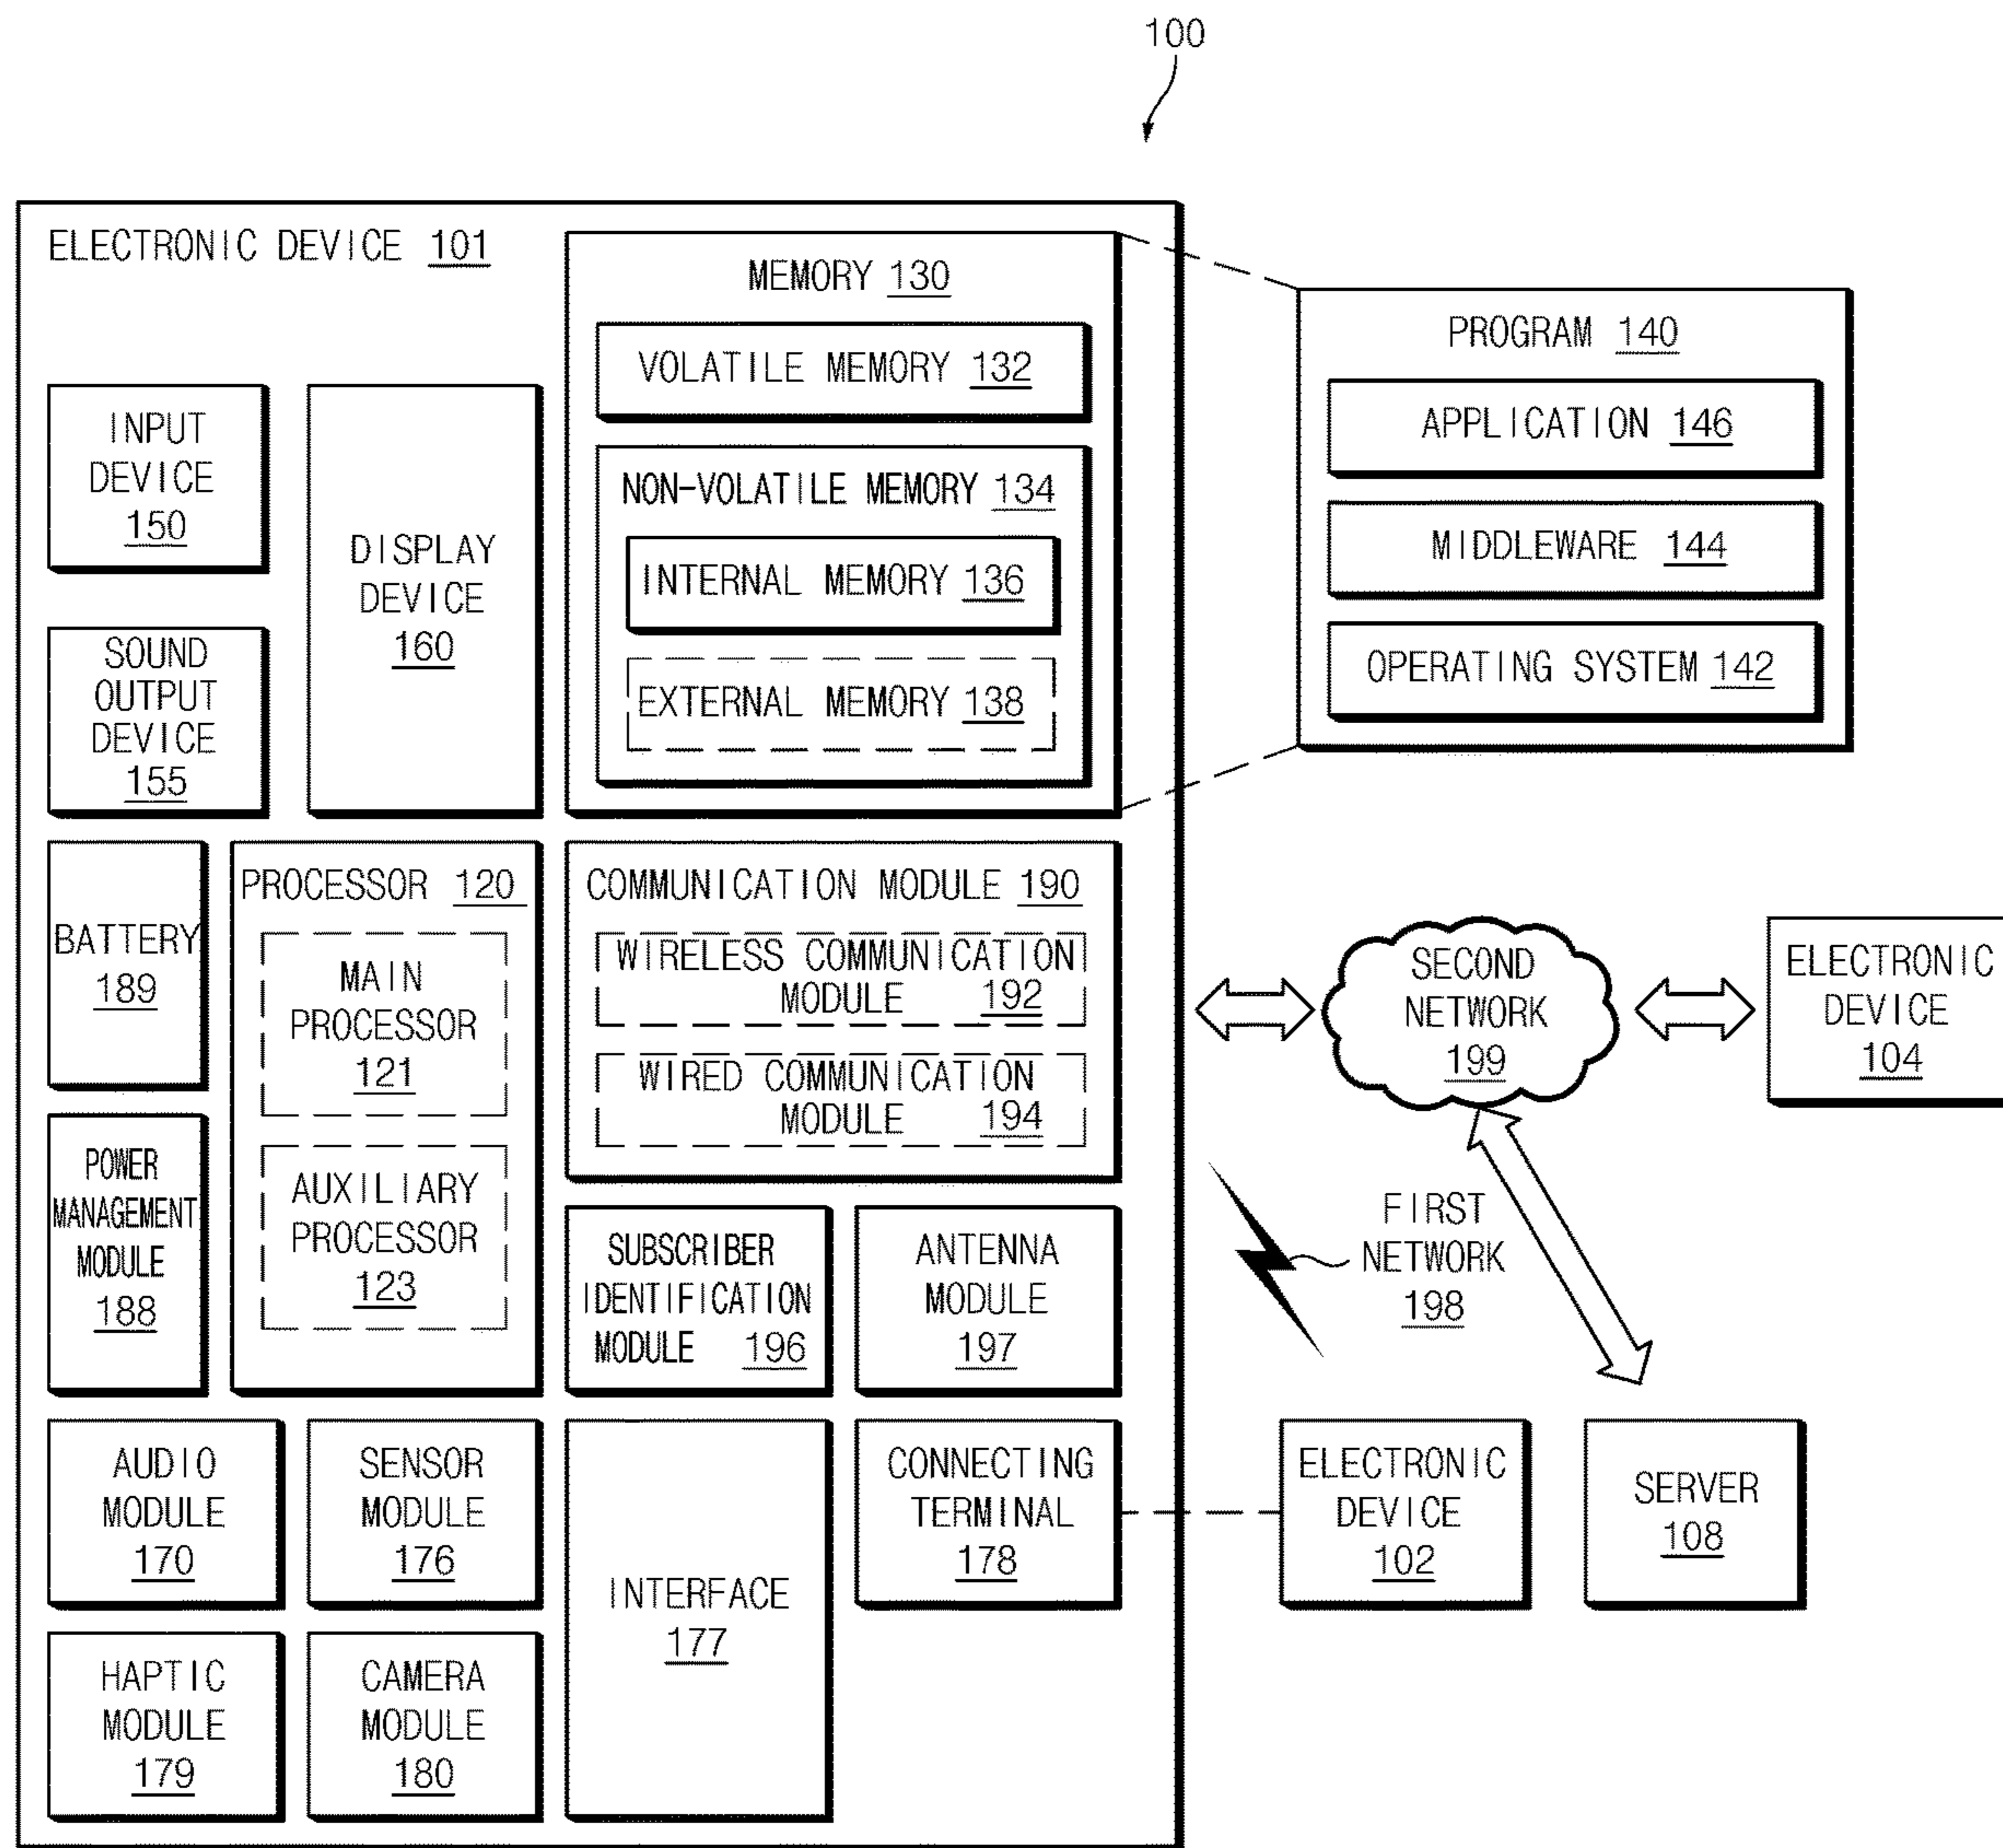 100
ELECTRONIC DEVICE 101
MEMORY 130
VOLATILE MEMORY 132
NON-VOLATILE MEMORY 134
INTERNAL MEMORY 136
EXTERNAL MEMORY 138
PROGRAM 140
APPLICATION 146
MIDDLEWARE 144
OPERATING SYSTEM 142
INPUT
DEVICE
150
DISPLAY
DEVICE
160
SOUND
OUTPUT
DEVICE
155
BATTERY
189
PROCESSOR 120
MAIN
PROCESSOR
121
AUXILIARY
PROCESSOR
123
POWER
MANAGEMENT
MODULE
188
COMMUNICATION MODULE 190
WIRELESS COMMUNICATION
MODULE 192
WIRED COMMUNICATION
MODULE 194
SECOND
NETWORK
199
ELECTRONIC
DEVICE
104
SUBSCRIBER
IDENTIFICATION
MODULE 196
ANTENNA
MODULE
197
FIRST
NETWORK
198
AUDIO
MODULE
170
SENSOR
MODULE
176
INTERFACE
177
CONNECTING
TERMINAL
178
ELECTRONIC
DEVICE
102
SERVER
108
HAPTIC
MODULE
179
CAMERA
MODULE
180